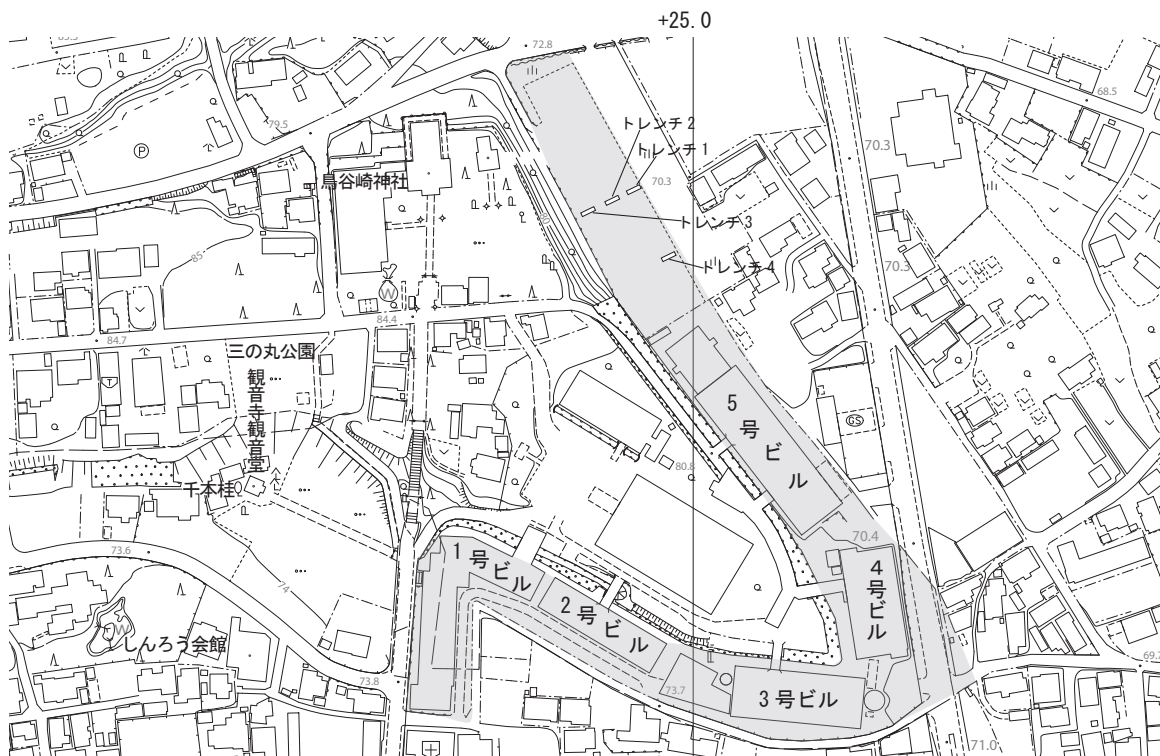 +25.0
72.8
68.5
79.5
P
トレンチ2
トレンチ1
70.3
70.3
鳥谷崎神社
トレンチ3
80
85
トレンチ4
70.3
W
84.4
84.7
三の丸公園
観音寺観音堂
T
5号ビル
GS
80.8
千本桂
70.4
1号ビル
4号ビル
73.6
74
2号ビル
W
T
しんろう会館
73.8
73.7
3号ビル
71.0